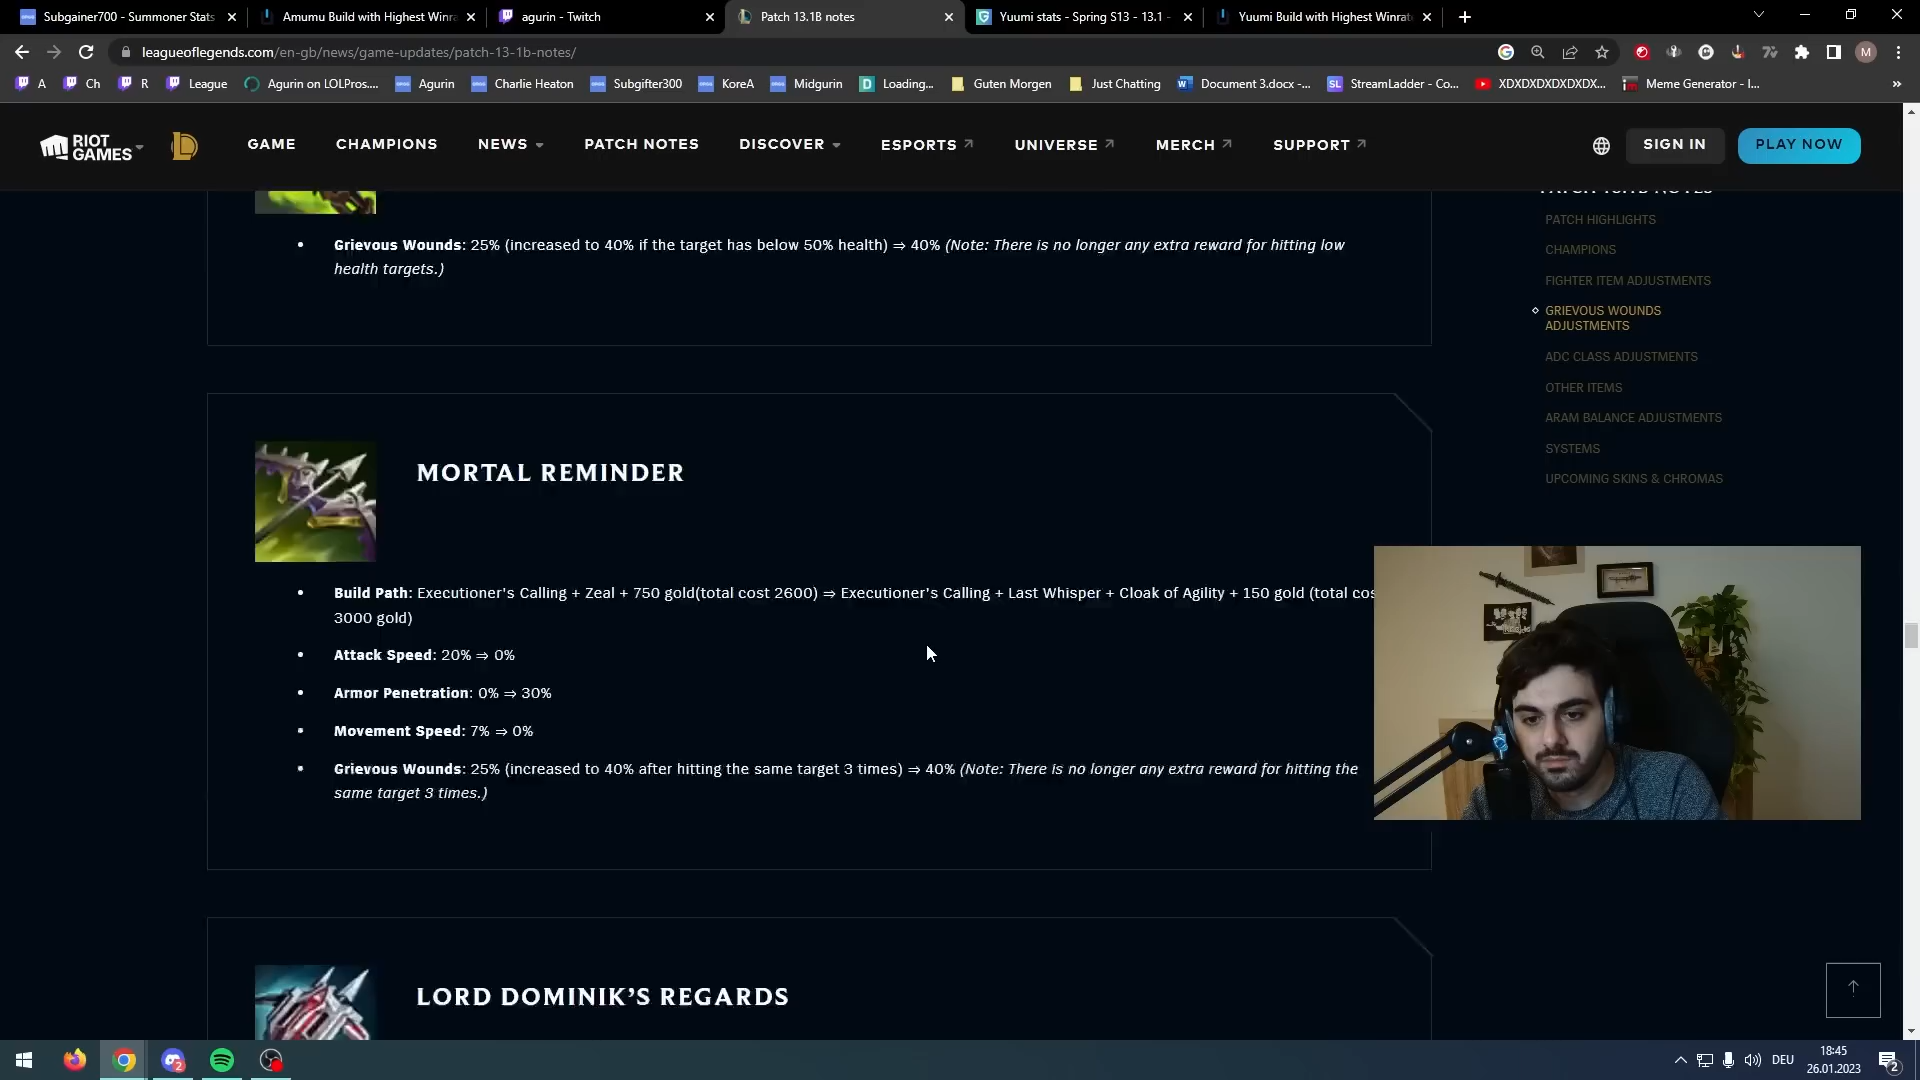 Subgainer700 - Summoner Stats
Amumu Build with Highest Winra
agurin - Twitch
Patch 13.1B notes
Yuumi stats - Spring S13 - 13.1 -
Yuumi Build with Highest Winrat
leagueoflegends.com/en-gb/news/game-updates/patch-13-1b-notes/
M
A
Ch
R
League
Agurin on LOLPros....
Agurin
Charlie Heaton
Subgifter300
KoreA
Midgurin
Loading...
Guten Morgen
Just Chatting
Document 3.docx -...
StreamLadder - Co...
XDXDXDXDXDXDX...
Meme Generator - I...
RIOT
GAMES
GAME
CHAMPIONS
NEWS
PATCH NOTES
DISCOVER
ESPORTS
UNIVERSE
MERCH
SUPPORT
SIGN IN
PLAY NOW
Grievous Wounds: 25% (increased to 40% if the target has below 50% health) ⇒ 40% (Note: There is no longer any extra reward for hitting low
health targets.)
MORTAL REMINDER
Build Path: Executioner's Calling + Zeal + 750 gold(total cost 2600) ⇒ Executioner's Calling + Last Whisper + Cloak of Agility + 150 gold (total cos
3000 gold)
Attack Speed: 20% ⇒ 0%
Armor Penetration: 0% ⇒ 30%
Movement Speed: 7% ⇒ 0%
Grievous Wounds: 25% (increased to 40% after hitting the same target 3 times) ⇒ 40% (Note: There is no longer any extra reward for hitting the
same target 3 times.)
LORD DOMINIK'S REGARDS
PATCH 13.1B NOTES
PATCH HIGHLIGHTS
CHAMPIONS
FIGHTER ITEM ADJUSTMENTS
GRIEVOUS WOUNDS
ADJUSTMENTS
ADC CLASS ADJUSTMENTS
OTHER ITEMS
ARAM BALANCE ADJUSTMENTS
SYSTEMS
UPCOMING SKINS & CHROMAS
DEU
18:45
26.01.2023
2
2